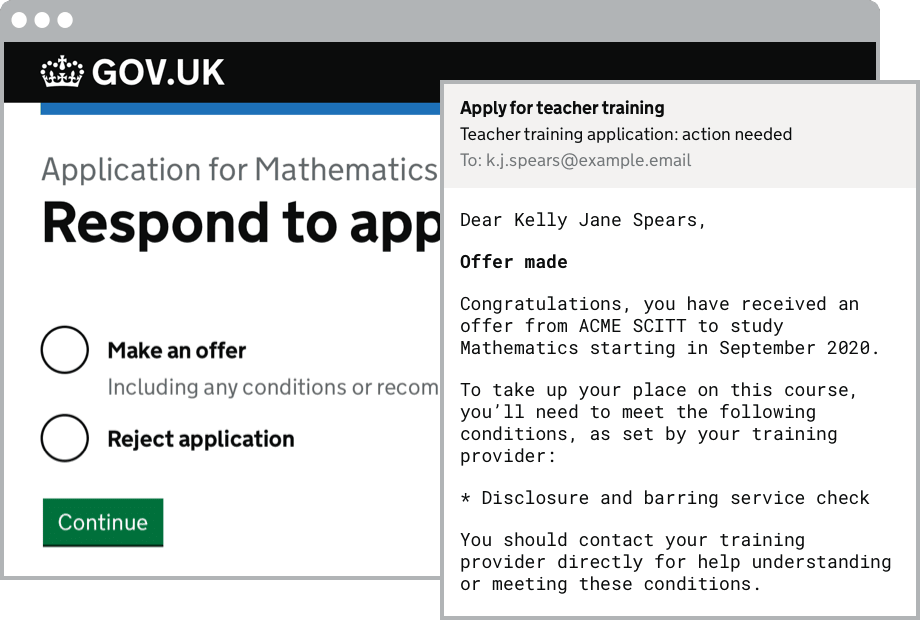 GOV.UK
Application for Mathematics
Respond to app
Make an offer
Including any conditions or recom
Reject application
Continue
Apply for teacher training
Teacher training application: action needed
To: k.j.spears@example.email
Dear Kelly Jane Spears,
Offer made
Congratulations, you have received an
offer from ACME SCITT to study
Mathematics starting in September 2020.
To take up your place on this course,
you’ll need to meet the following
conditions, as set by your training
provider:
* Disclosure and barring service check
You should contact your training
provider directly for help understanding
or meeting these conditions.